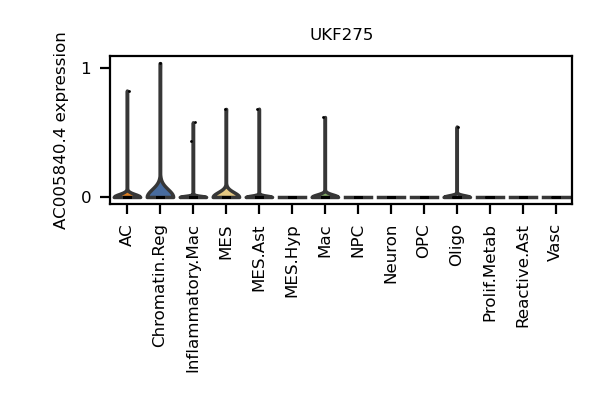 UKF275
AC005840.4 expression
1
0
AC
Chromatin.Reg
Inflammatory.Mac
MES
MES.Ast
MES.Hyp
Mac
NPC
Neuron
OPC
Oligo
Prolif.Metab
Reactive.Ast
Vasc